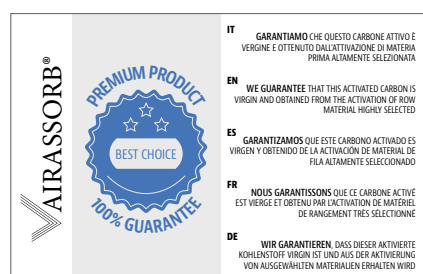 AIRASSORB®
PREMIUM PRODUCT
BEST CHOICE
100% GUARANTEE
IT
GARANTIAMO CHE QUESTO CARBONE ATTIVO È
VERGINE E OTTENUTO DALL'ATTIVAZIONE DI MATERIA
PRIMA ALTAMENTE SELEZIONATA
EN
WE GUARANTEE THAT THIS ACTIVATED CARBON IS
VIRGIN AND OBTAINED FROM THE ACTIVATION OF ROW
MATERIAL HIGHLY SELECTED
ES
GARANTIZAMOS QUE ESTE CARBONO ACTIVADO ES
VIRGEN Y OBTENIDO DE LA ACTIVACIÓN DE MATERIAL DE
FILA ALTAMENTE SELECCIONADO
FR
NOUS GARANTISSONS QUE CE CARBONE ACTIVÉ
EST VIERGE ET OBTENU PAR L'ACTIVATION DE MATÉRIEL
DE RANGEMENT TRÈS SÉLECTIONNÉ
DE
WIR GARANTIEREN, DASS DIESER AKTIVIERTE
KOHLENSTOFF VIRGIN IST UND AUS DER AKTIVIERUNG
VON AUSGEWÄHLTEN MATERIALIEN ERHALTEN WIRD